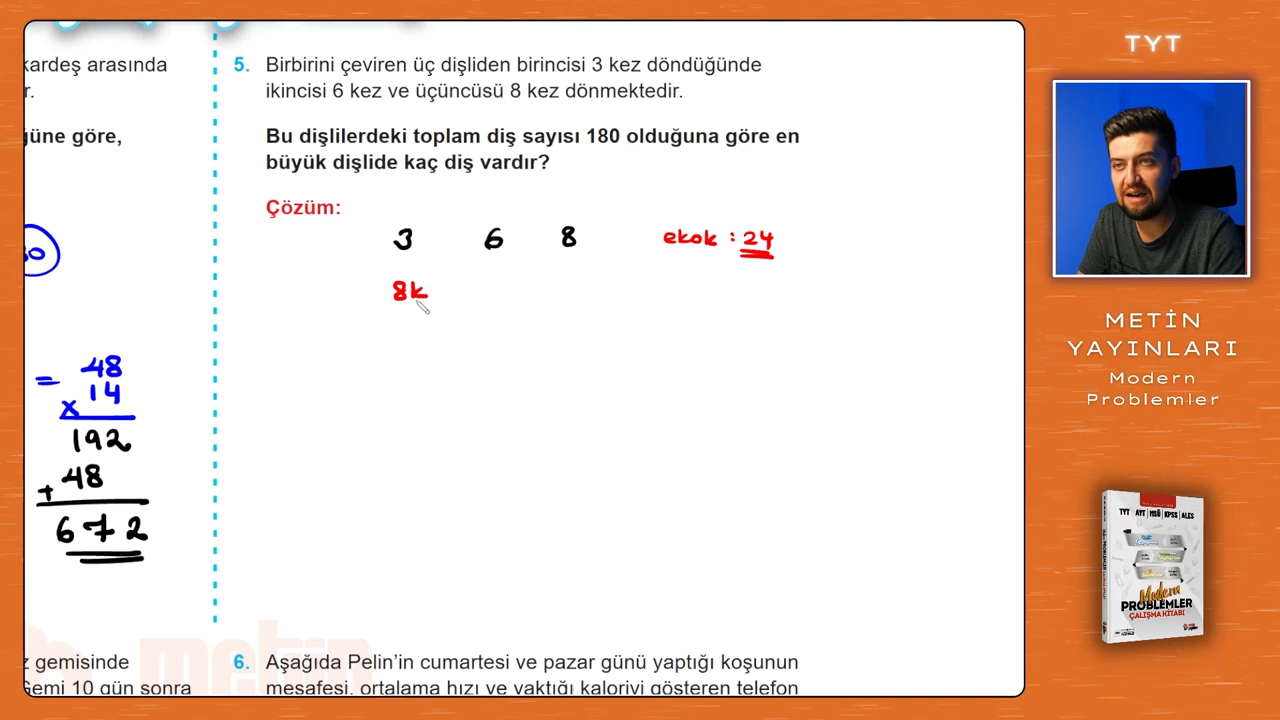 kardeş arasında
r.
güne göre,
=
48
14
x
192
+ 48
672
z gemisinde
Gemi 10 gün sonra
5. Birbirini çeviren üç dişliden birincisi 3 kez döndüğünde
ikincisi 6 kez ve üçüncüsü 8 kez dönmektedir.
Bu dişlilerdeki toplam diş sayısı 180 olduğuna göre en
büyük dişlide kaç diş vardır?
Çözüm:
3 6 8 ekok : 24
8k
6. Aşağıda Pelin'in cumartesi ve pazar günü yaptığı koşunun
mesafesi, ortalama hızı ve yaktığı kaloriyi gösteren telefon
metin
TYT
METİN
YAYINLARI
Modern
Problemler
TYT | AYT | MSÜ | KPSS | ALES
Modern
PROBLEMLER
ÇALIŞMA KİTABI